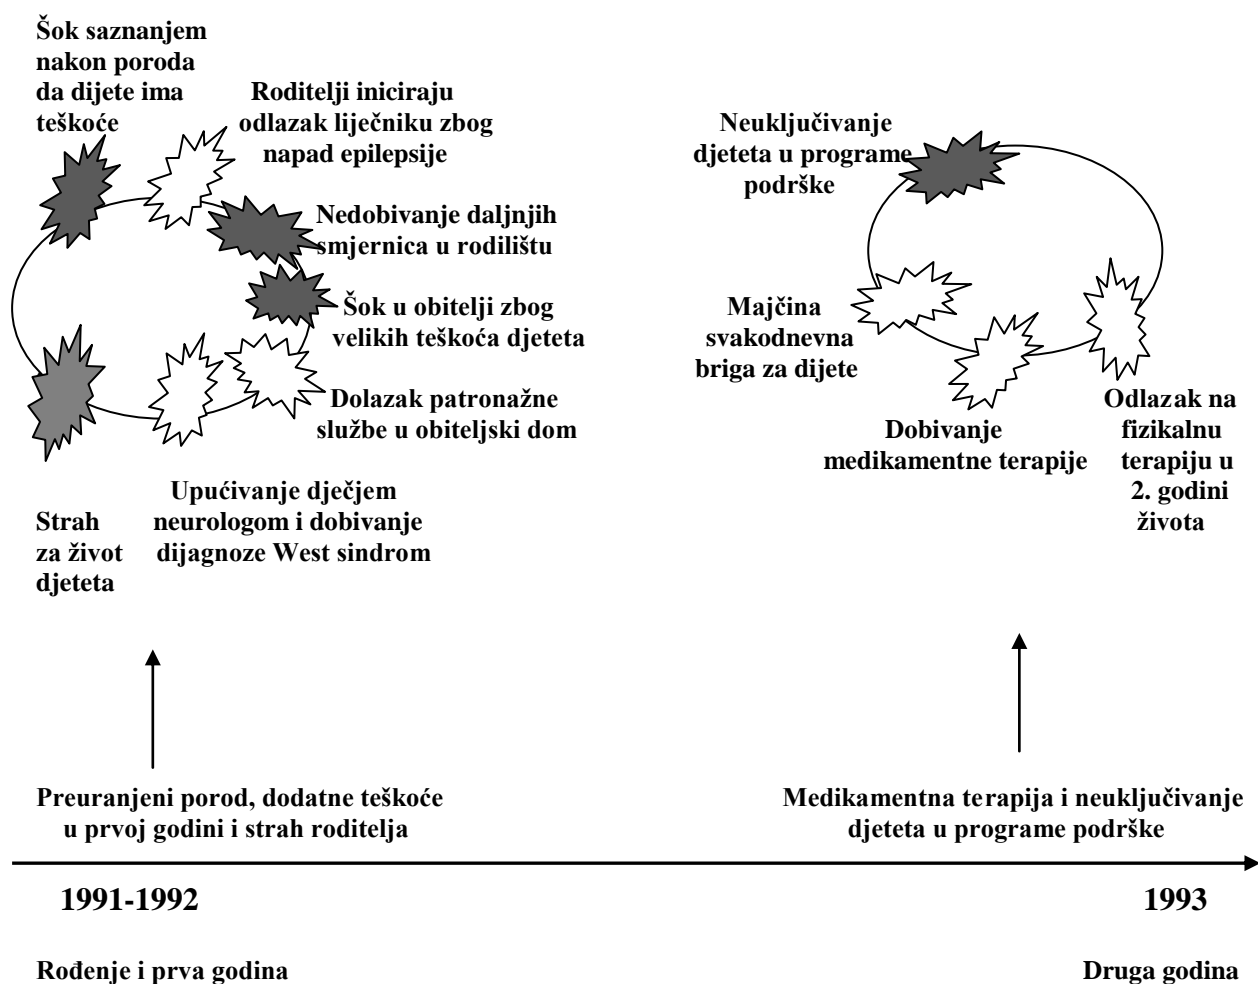 Šok saznanjem
nakon poroda
da dijete ima
teškoće
Roditelji iniciraju
odlazak liječniku zbog
napad epilepsije
Nedobivanje daljnjih
smjernica u rodilištu
Šok u obitelji zbog
velikih teškoća djeteta
Dolazak patronažne
službe u obiteljski dom
Upućivanje dječjem
neurologom i dobivanje
dijagnoze West sindrom
Strah
za život
djeteta
Neuključivanje
djeteta u programe
podrške
Majčina
svakodnevna
briga za dijete
Dobivanje
medikamentne terapije
Odlazak na
fizikalnu
terapiju u
2. godini
života
Preuranjeni porod, dodatne teškoće
u prvoj godini i strah roditelja
Medikamentna terapija i neuključivanje
djeteta u programe podrške
1991-1992
1993
Rođenje i prva godina
Druga godina